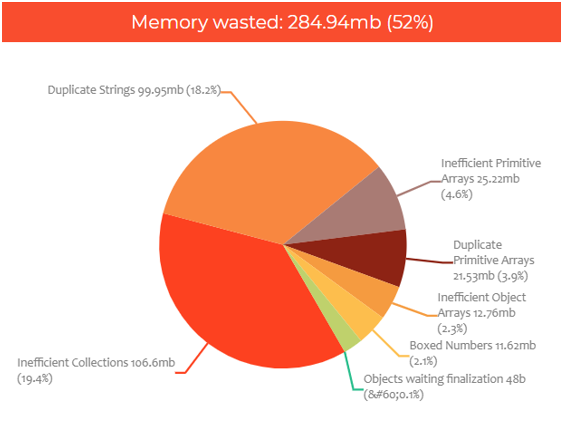 Memory wasted: 284.94mb (52%)
Duplicate Strings 99.95mb (18.2%)
Inefficient Primitive
Arrays 25.22mb
(4.6%)
Duplicate
Primitive Arrays
21.53mb (3.9%)
Inefficient Object
Arrays 12.76mb
(2.3%)
Boxed Numbers 11.62mb
(2.1%)
Objects waiting finalization 48b
(&#60;0.1%)
Inefficient Collections 106.6mb
(19.4%)